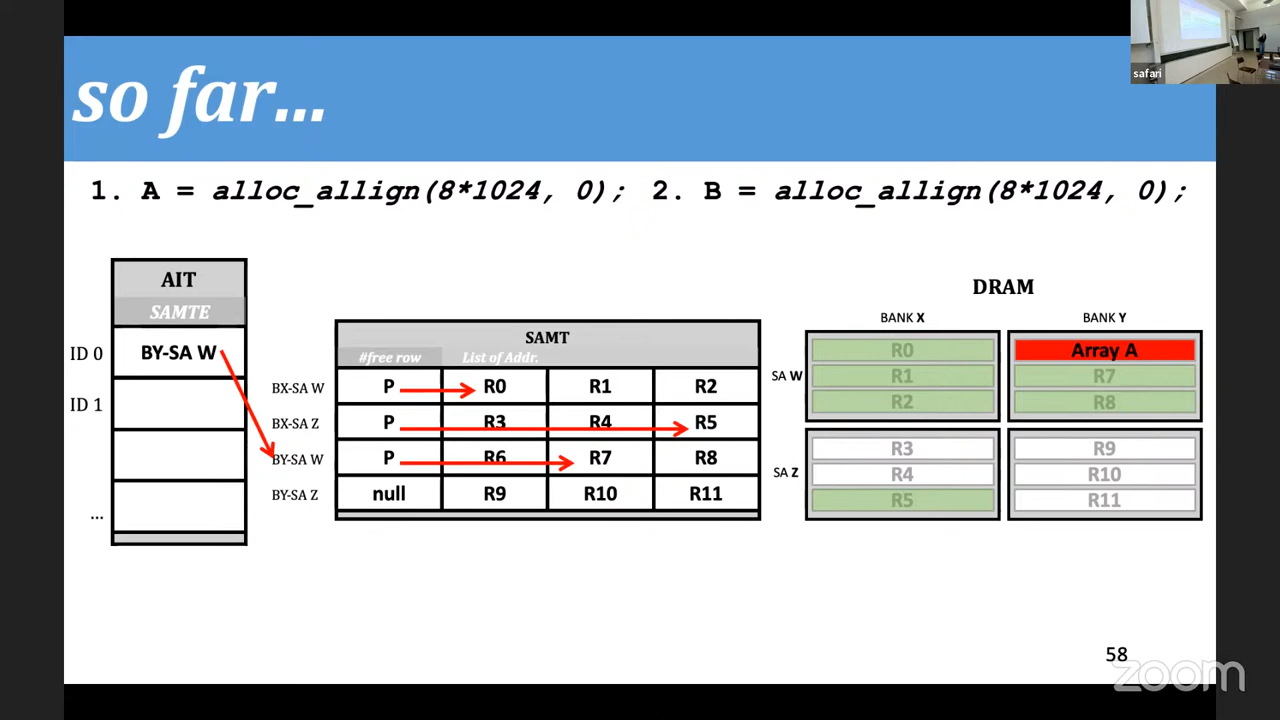 safari
so far...
1. A = alloc_allign(8*1024, 0); 2. B = alloc_allign(8*1024, 0);
AIT
SAMTE
ID 0 BY-SA W
ID 1
...
SAMT
#free row List of Addr.
BX-SA W P R0 R1 R2
BX-SA Z P R3 R4 R5
BY-SA W P R6 R7 R8
BY-SA Z null R9 R10 R11
DRAM
BANK X BANK Y
SA W
R0 Array A
R1 R7
R2 R8
SA Z
R3 R9
R4 R10
R5 R11
58
zoom